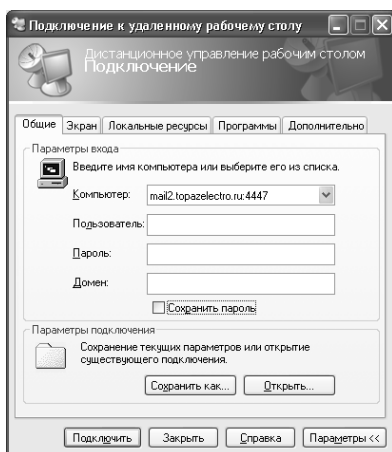 Подключение к удаленному рабочему столу
Дистанционное управление рабочим столом
Подключение
Общие Экран Локальные ресурсы Программы Дополнительно
Параметры входа
Введите имя компьютера или выберите его из списка.
Компьютер: mail2.topazelectro.ru:4447
Пользователь:
Пароль:
Домен:
Сохранить пароль
Параметры подключения
Сохранение текущих параметров или открытие
существующего подключения.
Сохранить как... Открыть...
Подключить Закрыть Справка Параметры <<